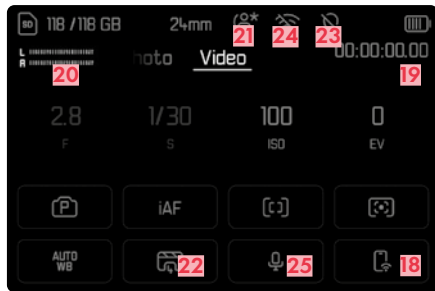 SD 118 /118 GB 24mm * 21 24 23
L
R
20 hoto Video 00:00:00.00 19
2.8 1/30 100 0
F S ISO EV
P iAF
AUTO WB 22 25 18